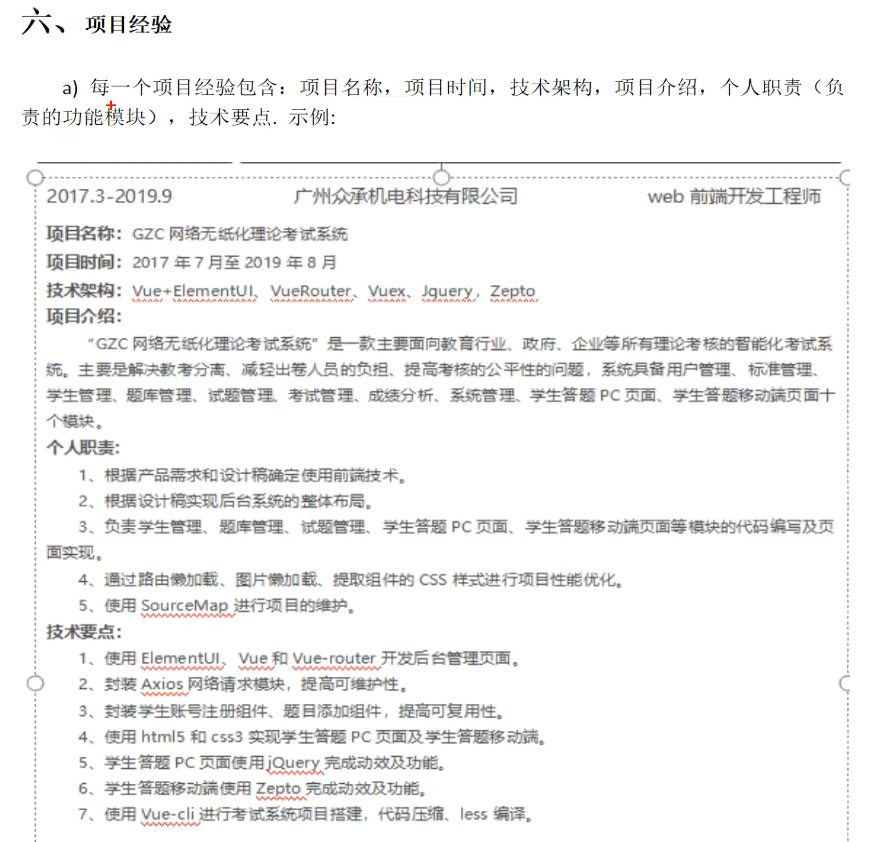 六、项目经验
a) 每一个项目经验包含：项目名称，项目时间，技术架构，项目介绍，个人职责（负
责的功能模块），技术要点. 示例:
2017.3-2019.9 广州众承机电科技有限公司 web 前端开发工程师
项目名称：GZC 网络无纸化理论考试系统
项目时间：2017 年 7 月至 2019 年 8 月
技术架构：Vue+ElementUI、VueRouter、Vuex、Jquery，Zepto
项目介绍：
“GZC 网络无纸化理论考试系统”是一款主要面向教育行业、政府、企业等所有理论考核的智能化考试系
统。主要是解决教考分离、减轻出卷人员的负担、提高考核的公平性的问题，系统具备用户管理、标准管理、
学生管理、题库管理、试题管理、考试管理、成绩分析、系统管理、学生答题 PC 页面、学生答题移动端页面十
个模块。
个人职责：
1、根据产品需求和设计稿确定使用前端技术。
2、根据设计稿实现后台系统的整体布局。
3、负责学生管理、题库管理、试题管理、学生答题 PC 页面、学生答题移动端页面等模块的代码编写及页
面实现。
4、通过路由懒加载、图片懒加载、提取组件的 CSS 样式进行项目性能优化。
5、使用 SourceMap 进行项目的维护。
技术要点：
1、使用 ElementUI、Vue 和 Vue-router 开发后台管理页面。
2、封装 Axios 网络请求模块，提高可维护性。
3、封装学生账号注册组件、题目添加组件，提高可复用性。
4、使用 html5 和 css3 实现学生答题 PC 页面及学生答题移动端。
5、学生答题 PC 页面使用 jQuery 完成动效及功能。
6、学生答题移动端使用 Zepto 完成动效及功能。
7、使用 Vue-cli 进行考试系统项目搭建，代码压缩、less 编译。